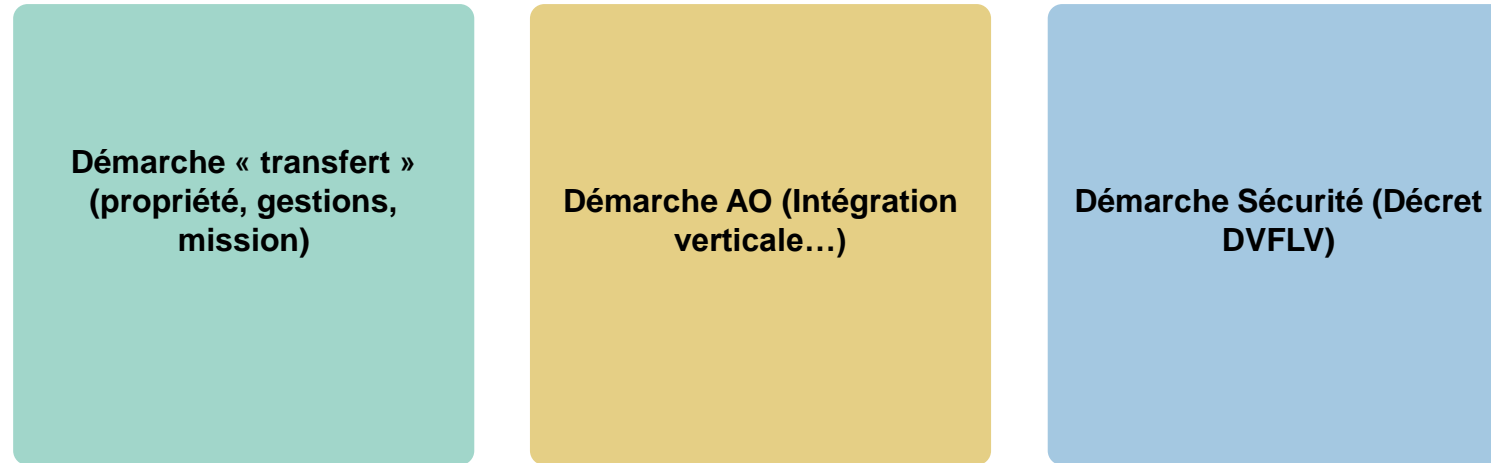 Démarche « transfert »
(propriété, gestions,
mission)
Démarche AO (Intégration
verticale…)
Démarche Sécurité (Décret
DVFLV)